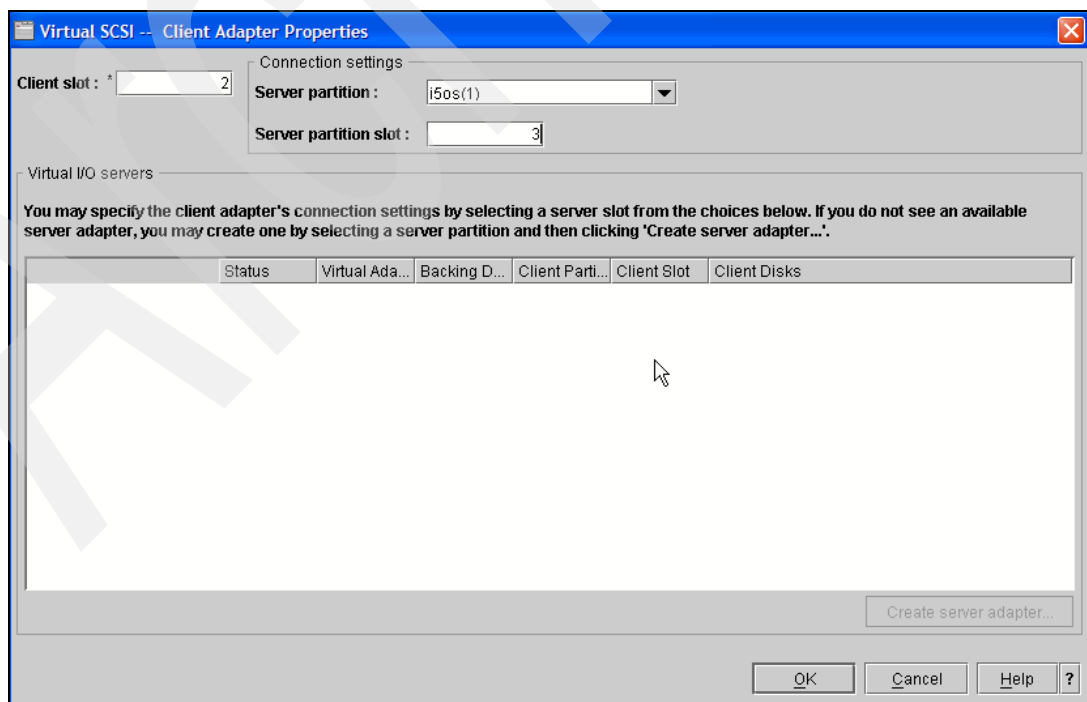 Virtual SCSI -- Client Adapter Properties
Client slot : * 2
Connection settings
Server partition : i5os(1)
Server partition slot : 3
Virtual I/O servers
You may specify the client adapter's connection settings by selecting a server slot from the choices below. If you do not see an available
server adapter, you may create one by selecting a server partition and then clicking 'Create server adapter...'.
Status Virtual Ada... Backing D... Client Parti... Client Slot Client Disks
Create server adapter...
OK Cancel Help ?